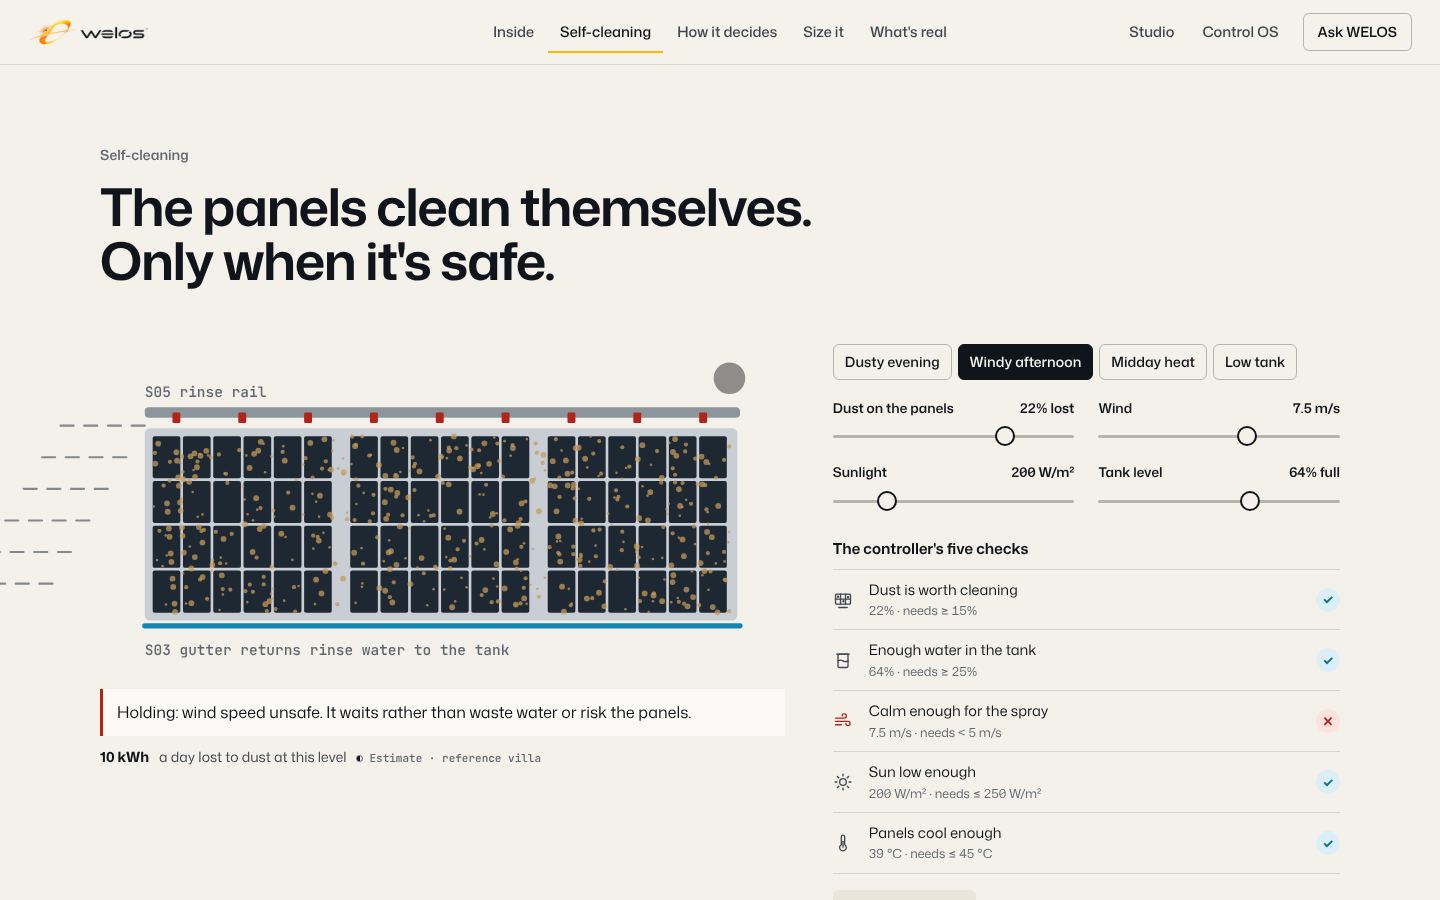 welos
Inside
Self-cleaning
How it decides
Size it
What's real
Studio
Control OS
Ask WELOS
Self-cleaning
The panels clean themselves.
Only when it's safe.
S05 rinse rail
S03 gutter returns rinse water to the tank
Holding: wind speed unsafe. It waits rather than waste water or risk the panels.
10 kWh a day lost to dust at this level Estimate · reference villa
Dusty evening
Windy afternoon
Midday heat
Low tank
Dust on the panels 22% lost
Wind 7.5 m/s
Sunlight 200 W/m²
Tank level 64% full
The controller's five checks
Dust is worth cleaning
22% · needs ≥ 15%
Enough water in the tank
64% · needs ≥ 25%
Calm enough for the spray
7.5 m/s · needs < 5 m/s
Sun low enough
200 W/m² · needs ≤ 250 W/m²
Panels cool enough
39 °C · needs ≤ 45 °C